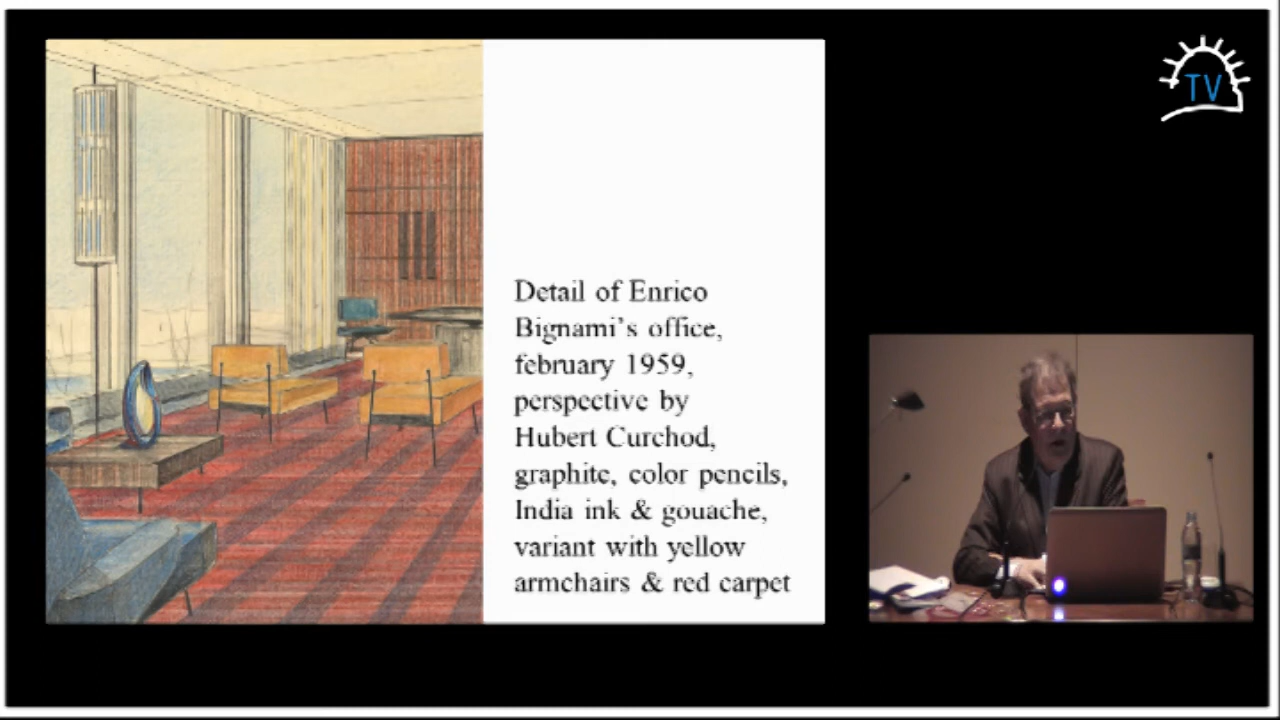 Detail of Enrico
Bignami's office,
february 1959,
perspective by
Hubert Curchod,
graphite, color pencils,
India ink & gouache,
variant with yellow
armchairs & red carpet
TV